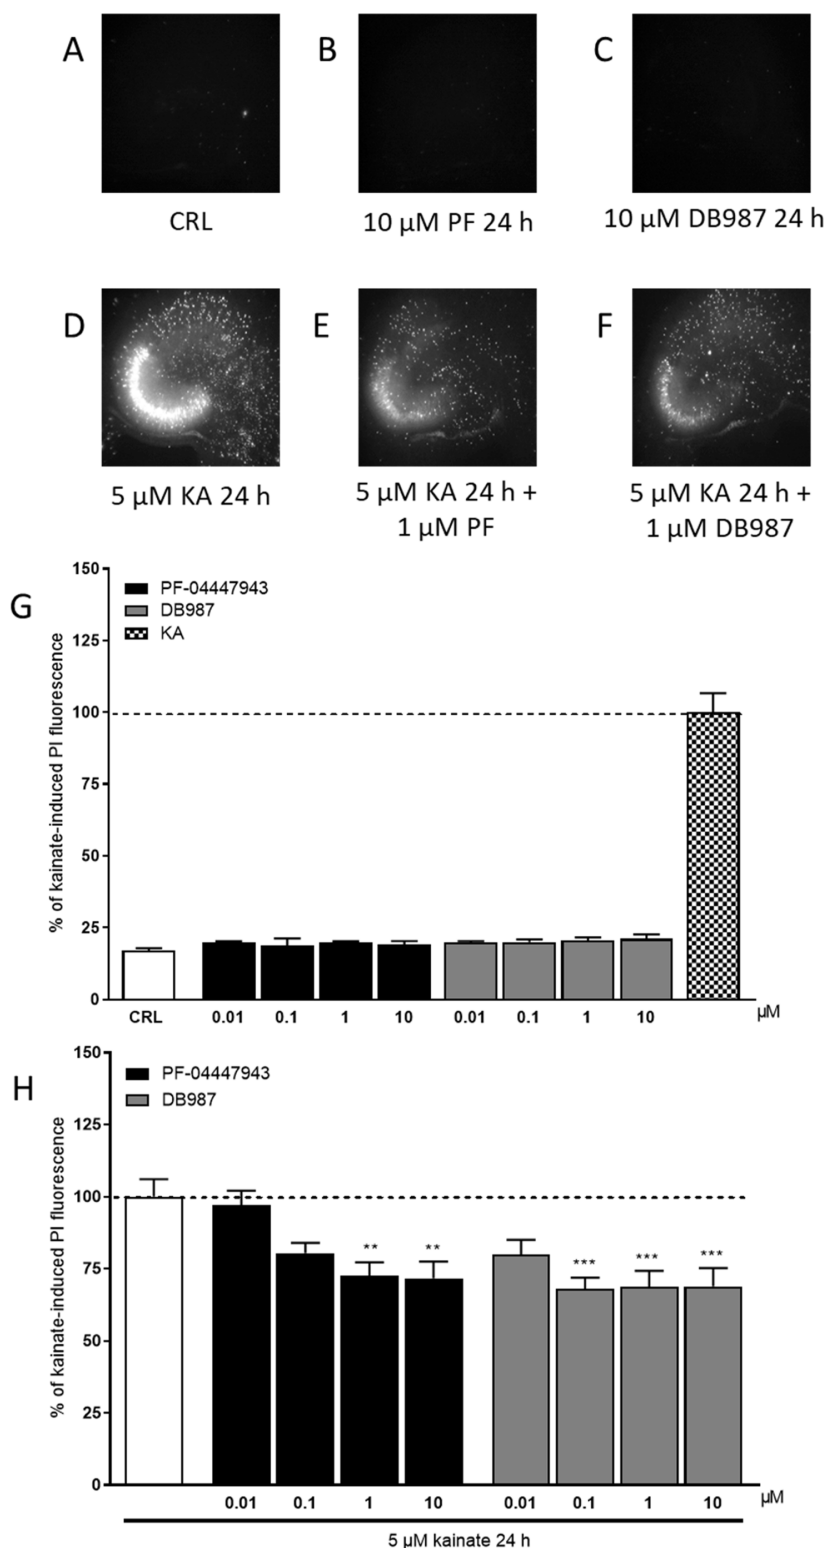 A
B
C
CRL
10 µM PF 24 h
10 µM DB987 24 h
D
E
F
5 µM KA 24 h
5 µM KA 24 h +
1 µM PF
5 µM KA 24 h +
1 µM DB987
G
% of kainate-induced PI fluorescence
150
125
100
75
50
25
0
PF-04447943
DB987
KA
CRL 0.01 0.1 1 10 0.01 0.1 1 10 µM
H
% of kainate-induced PI fluorescence
150
125
100
75
50
25
0
PF-04447943
DB987
** ** *** *** ***
0.01 0.1 1 10 0.01 0.1 1 10 µM
5 µM kainate 24 h